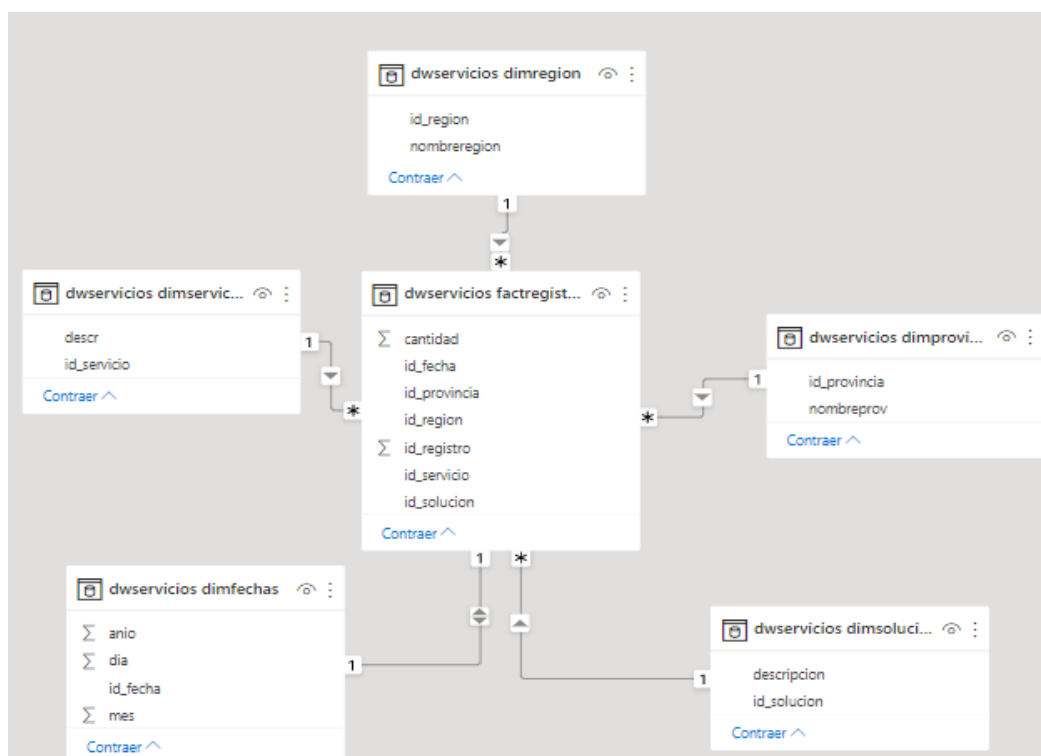 dwservicios dimregion
id_region
nombreregion
Contraer
1
*
dwservicios dimservic...
descr
id_servicio
Contraer
1
*
dwservicios factregist...
Σ cantidad
id_fecha
id_provincia
id_region
Σ id_registro
id_servicio
id_solucion
Contraer
dwservicios dimprovi...
id_provincia
nombreprov
Contraer
1
*
1
*
dwservicios dimfechas
Σ anio
Σ dia
id_fecha
Σ mes
Contraer
1
dwservicios dimsoluci...
descripcion
id_solucion
Contraer
1